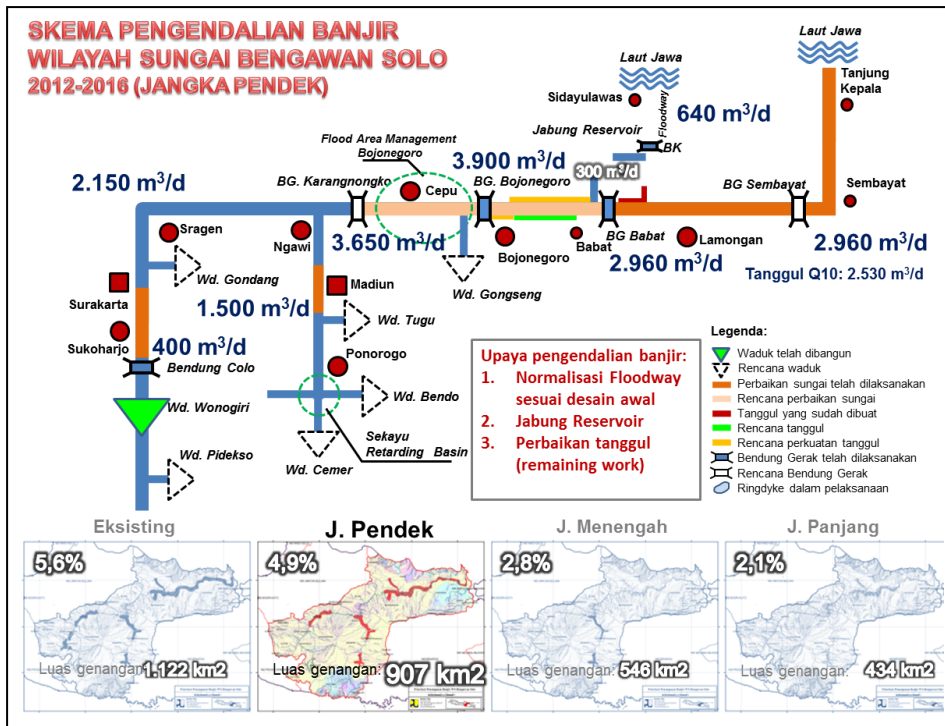 SKEMA PENGENDALIAN BANJIR
WILAYAH SUNGAI BENGAWAN SOLO
2012-2016 (JANGKA PENDEK)
Laut Jawa
Laut Jawa
Sidayulawas
Floodway
640 m³/d
Tanjung
Kepala
Jabung Reservoir
BK
Flood Area Management
Bojonegoro
3.900 m³/d
300 m³/d
2.150 m³/d
BG. Karangnongko
Cepu
BG. Bojonegoro
BG Sembayat
Sembayat
Sragen
Ngawi
3.650 m³/d
Bojonegoro
Babat
BG Babat
Lamongan
2.960 m³/d
2.960 m³/d
Tanggul Q10: 2.530 m³/d
Wd. Gondang
Surakarta
Madiun
Wd. Gongseng
1.500 m³/d
Wd. Tugu
Sukoharjo
400 m³/d
Bendung Colo
Ponorogo
Wd. Wonogiri
Wd. Bendo
Wd. Pidekso
Wd. Cemer
Sekayu
Retarding Basin
Upaya pengendalian banjir:
1. Normalisasi Floodway
sesuai desain awal
2. Jabung Reservoir
3. Perbaikan tanggul
(remaining work)
Legenda:
Waduk telah dibangun
Rencana waduk
Perbaikan sungai telah dilaksanakan
Rencana perbaikan sungai
Tanggul yang sudah dibuat
Rencana tanggul
Rencana perkuatan tanggul
Bendung Gerak telah dilaksanakan
Rencana Bendung Gerak
Ringdyke dalam pelaksanaan
Eksisting
J. Pendek
J. Menengah
J. Panjang
5,6%
4,9%
2,8%
2,1%
Luas genangan: 1.122 km2
Luas genangan: 907 km2
Luas genangan: 546 km2
Luas genangan: 434 km2